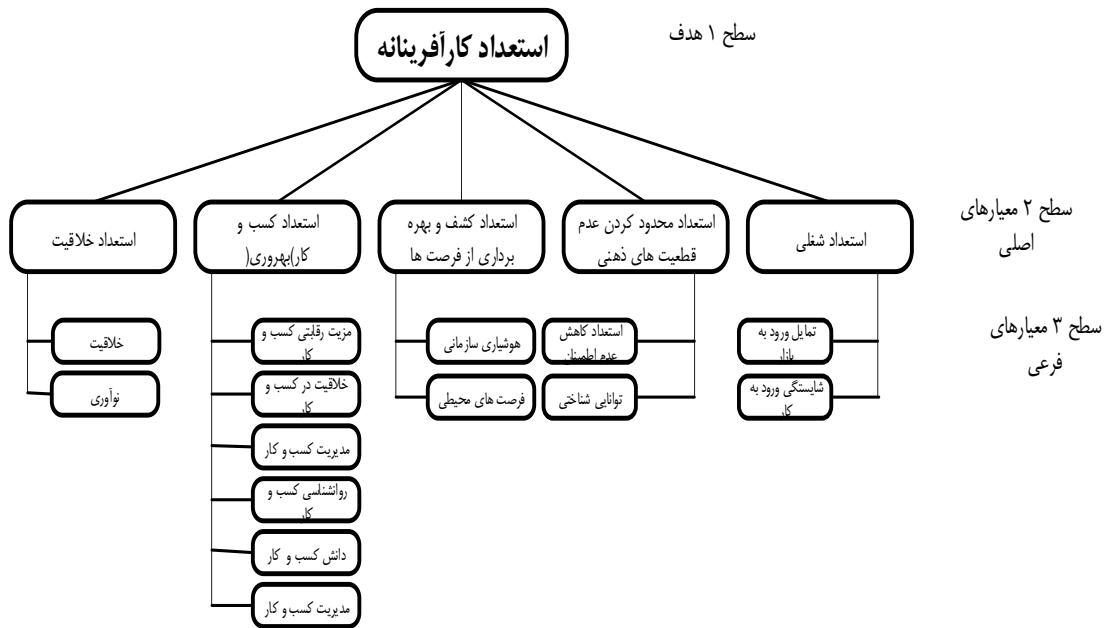 سطح ۱ هدف
استعداد کارآفرینانه
سطح ۲ معیارهای
اصلی
استعداد شغلی
استعداد محدود کردن عدم
قطعیت های ذهنی
استعداد کشف و بهره
برداری از فرصت ها
استعداد کسب و
کار)بهروری(
استعداد خلاقیت
سطح ۳ معیارهای
فرعی
تمایل ورود به
بازار
شایستگی ورود به
کار
استعداد کاهش
عدم اطمینان
توانایی شناختی
هوشیاری سازمانی
فرصت های محیطی
مزیت رقابتی کسب و
کار
خلاقیت در کسب و
کار
مدیریت کسب و کار
روانشناسی کسب و
کار
دانش کسب و کار
مدیریت کسب و کار
خلاقیت
نوآوری